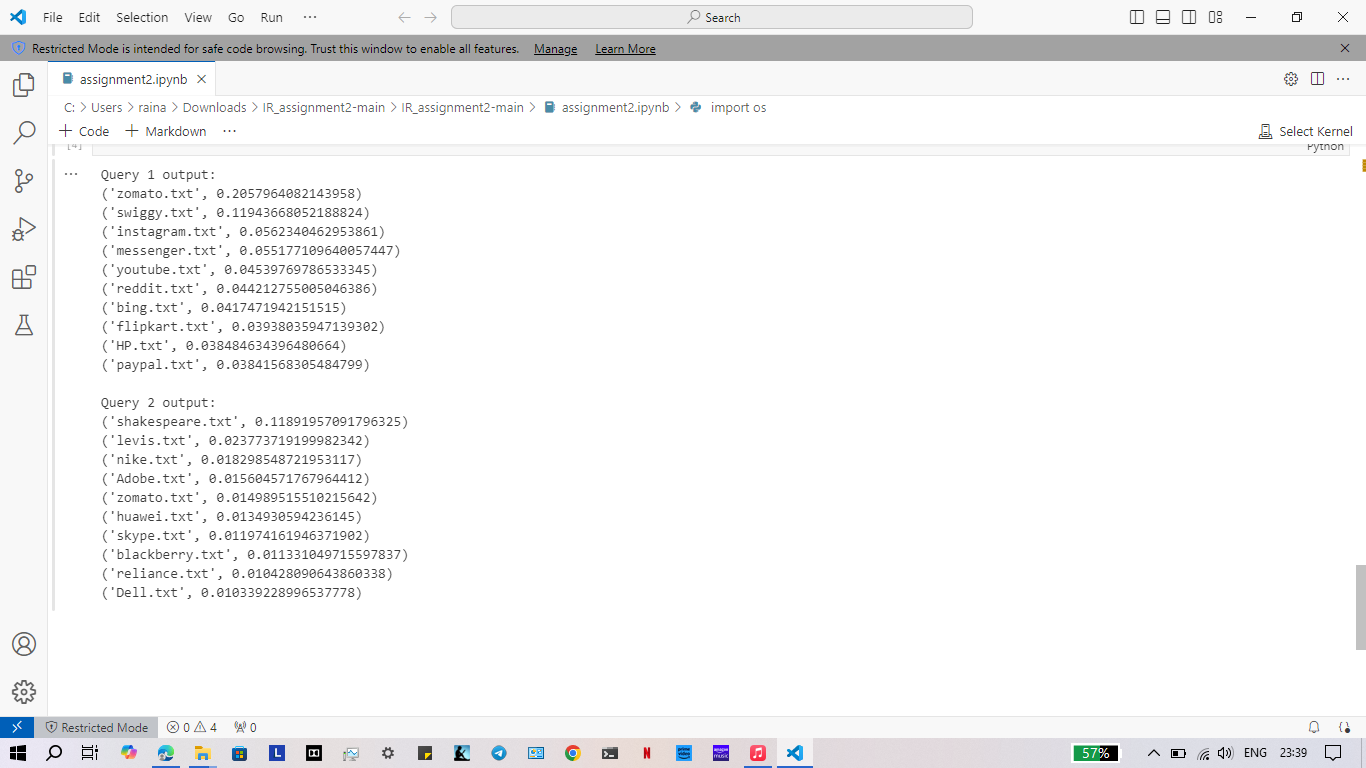 File Edit Selection View Go Run ··· Search
Restricted Mode is intended for safe code browsing. Trust this window to enable all features. Manage Learn More
assignment2.ipynb
C: > Users > raina > Downloads > IR_assignment2-main > IR_assignment2-main > assignment2.ipynb > import os
+ Code + Markdown ··· Select Kernel
[4] Python
Query 1 output:
('zomato.txt', 0.2057964082143958)
('swiggy.txt', 0.11943668052188824)
('instagram.txt', 0.0562340462953861)
('messenger.txt', 0.055177109640057447)
('youtube.txt', 0.04539769786533345)
('reddit.txt', 0.044212755005046386)
('bing.txt', 0.0417471942151515)
('flipkart.txt', 0.03938035947139302)
('HP.txt', 0.038484634396480664)
('paypal.txt', 0.03841568305484799)
Query 2 output:
('shakespeare.txt', 0.11891957091796325)
('levis.txt', 0.023773719199982342)
('nike.txt', 0.018298548721953117)
('Adobe.txt', 0.015604571767964412)
('zomato.txt', 0.014989515510215642)
('huawei.txt', 0.0134930594236145)
('skype.txt', 0.011974161946371902)
('blackberry.txt', 0.011331049715597837)
('reliance.txt', 0.010428090643860338)
('Dell.txt', 0.010339228996537778)
Restricted Mode 0 4 0
57% ENG 23:39